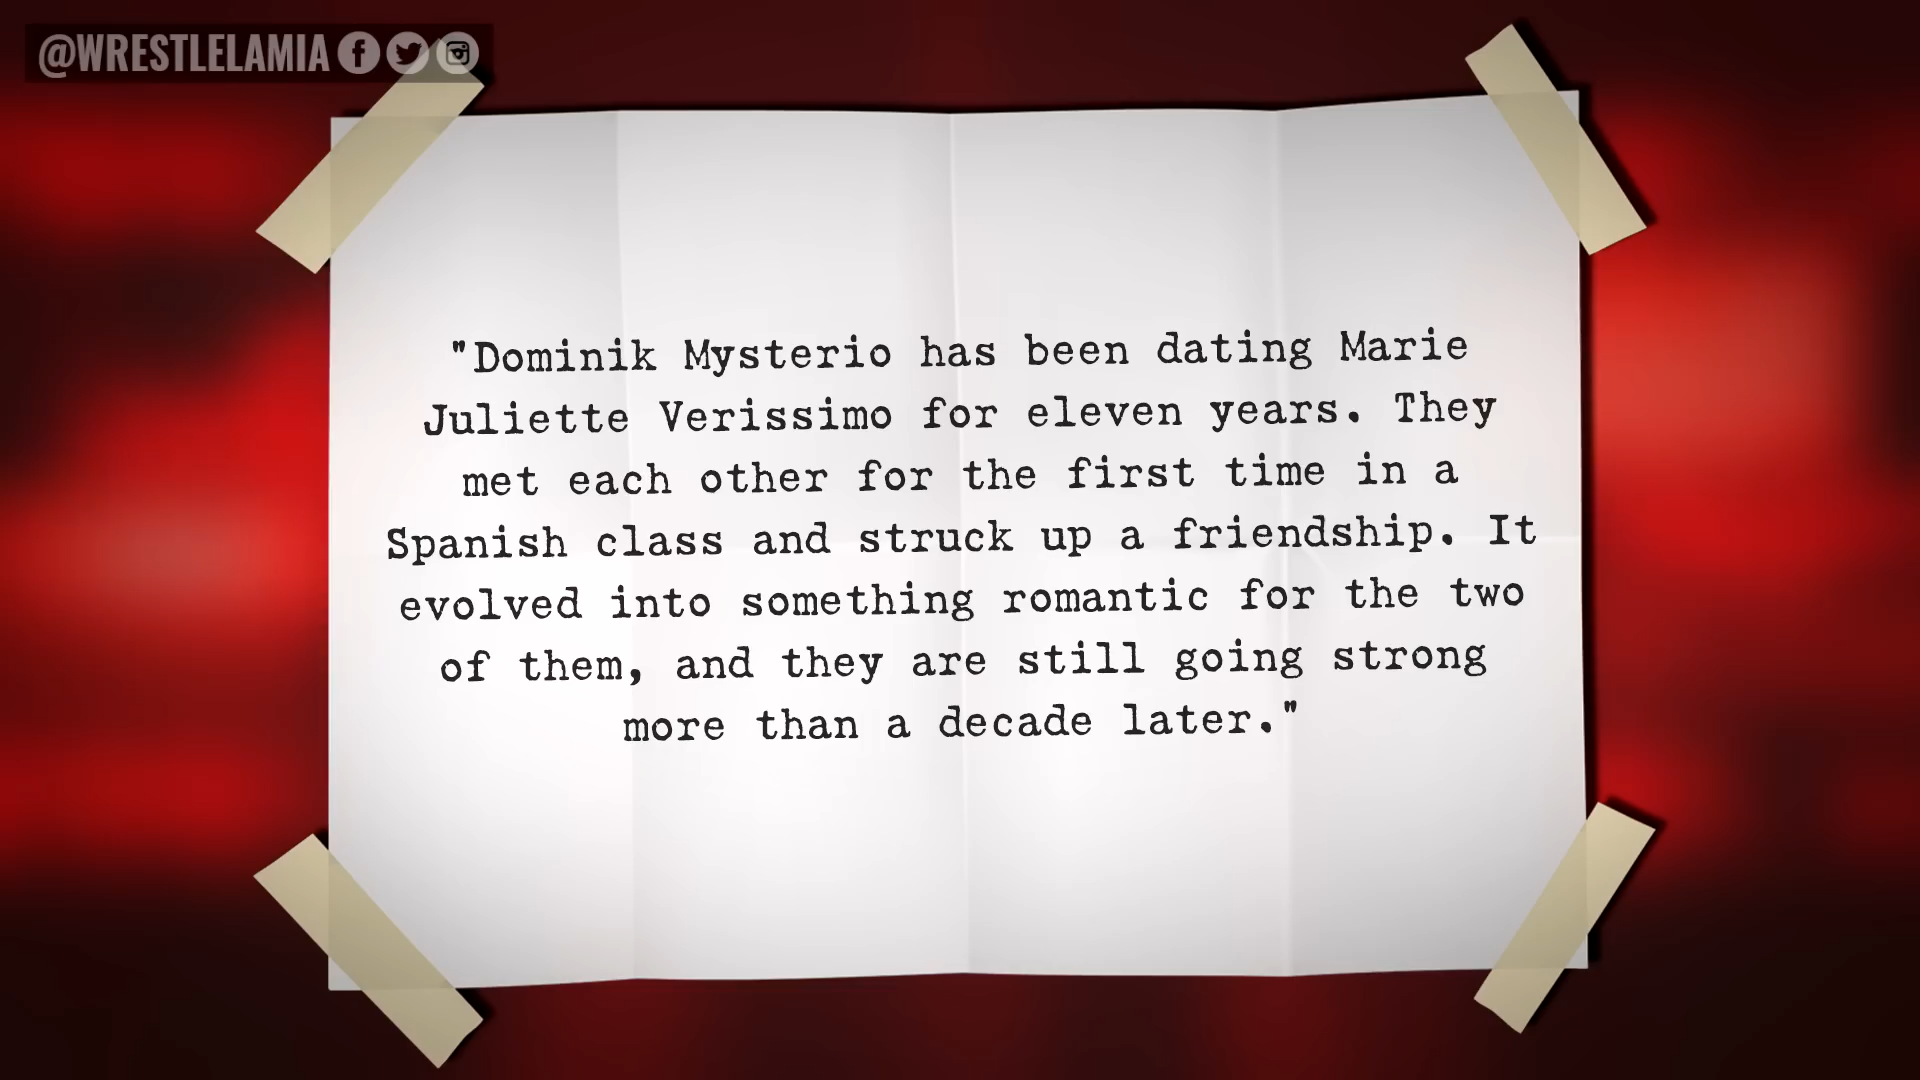 @WRESTLELAMIA
"Dominik Mysterio has been dating Marie
Juliette Verissimo for eleven years. They
met each other for the first time in a
Spanish class and struck up a friendship. It
evolved into something romantic for the two
of them, and they are still going strong
more than a decade later."